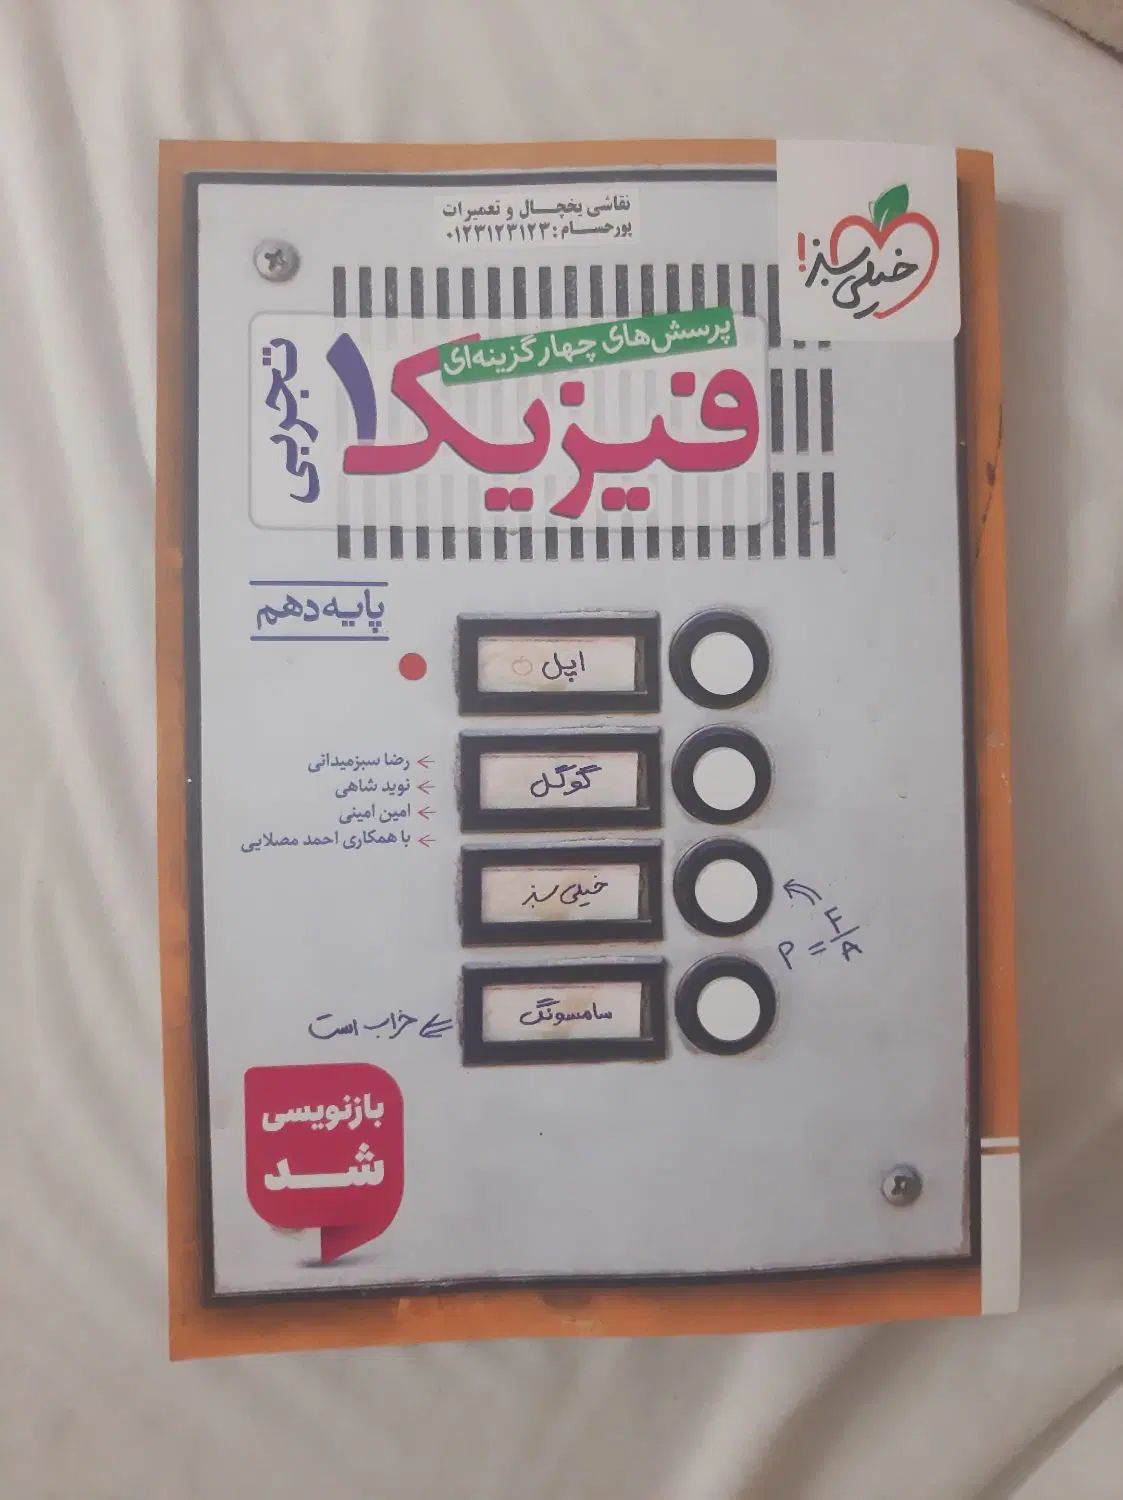 نقاشی یخچال و تعمیرات
پورحسام: ۰۱۲۳۱۲۳۱۲۳
خیلی سبز!
پرسش‌های چهارگزینه‌ای
فیزیک ۱
تجربی
پایه دهم
اپل
گوگل
خیلی سبز
سامسونگ
رضا سبزمیدانی
نوید شاهی
امین امینی
با همکاری احمد مصلایی
P = F/A
خراب است
بازنویسی
شد